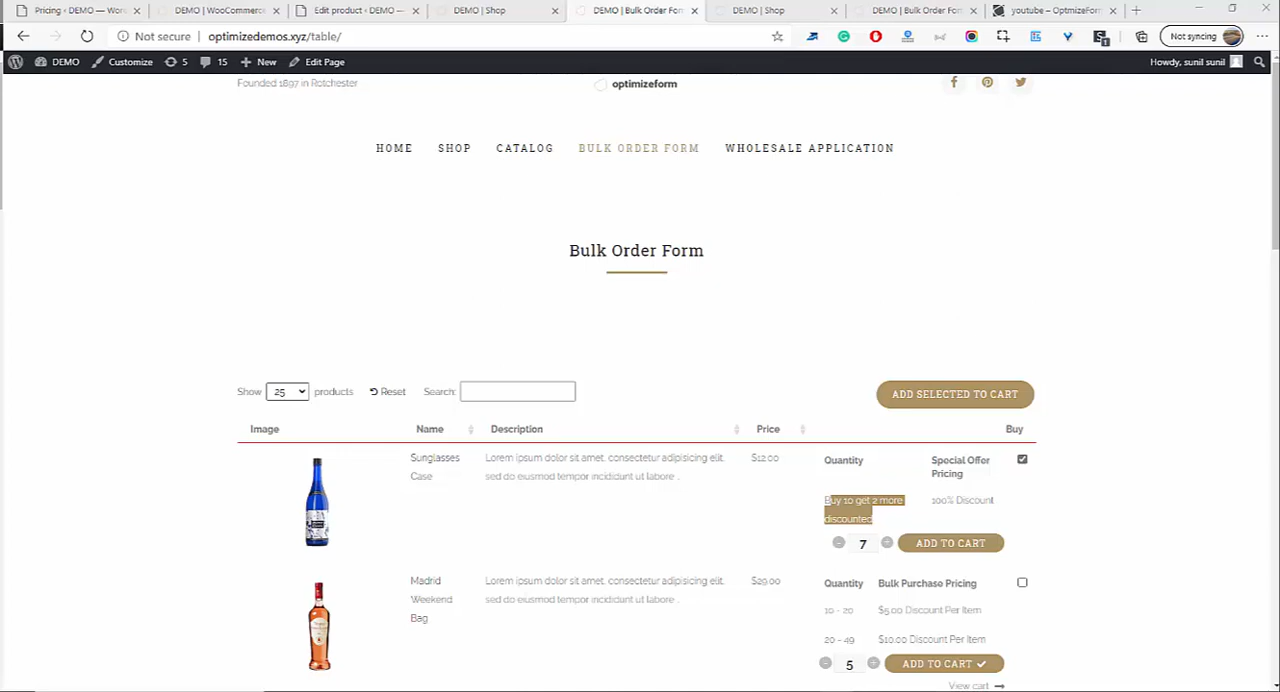 Pricing ‹ DEMO — Wor
DEMO | WooCommerce
Edit product ‹ DEMO —
DEMO | Shop
DEMO | Bulk Order Form
DEMO | Shop
DEMO | Bulk Order Form
youtube – OptimizeForm
Not secure
optimizedemos.xyz/table/
Not syncing
DEMO
Customize
5
15
New
Edit Page
Howdy, sunil sunil
Founded 1897 in Rotchester
optimizeform
HOME
SHOP
CATALOG
BULK ORDER FORM
WHOLESALE APPLICATION
Bulk Order Form
Show 25 products
Reset
Search:
ADD SELECTED TO CART
Image
Name
Description
Price
Buy
Sunglasses
Case
Lorem ipsum dolor sit amet, consectetur adipisicing elit,
sed do eiusmod tempor incididunt ut labore ..
$12.00
Quantity
Special Offer
Pricing
Buy 10 get 2 more
discounted
100% Discount
7
ADD TO CART
Madrid
Weekend
Bag
Lorem ipsum dolor sit amet, consectetur adipisicing elit,
sed do eiusmod tempor incididunt ut labore ..
$29.00
Quantity
Bulk Purchase Pricing
10 - 20
$5.00 Discount Per Item
20 - 49
$10.00 Discount Per Item
5
ADD TO CART
View cart